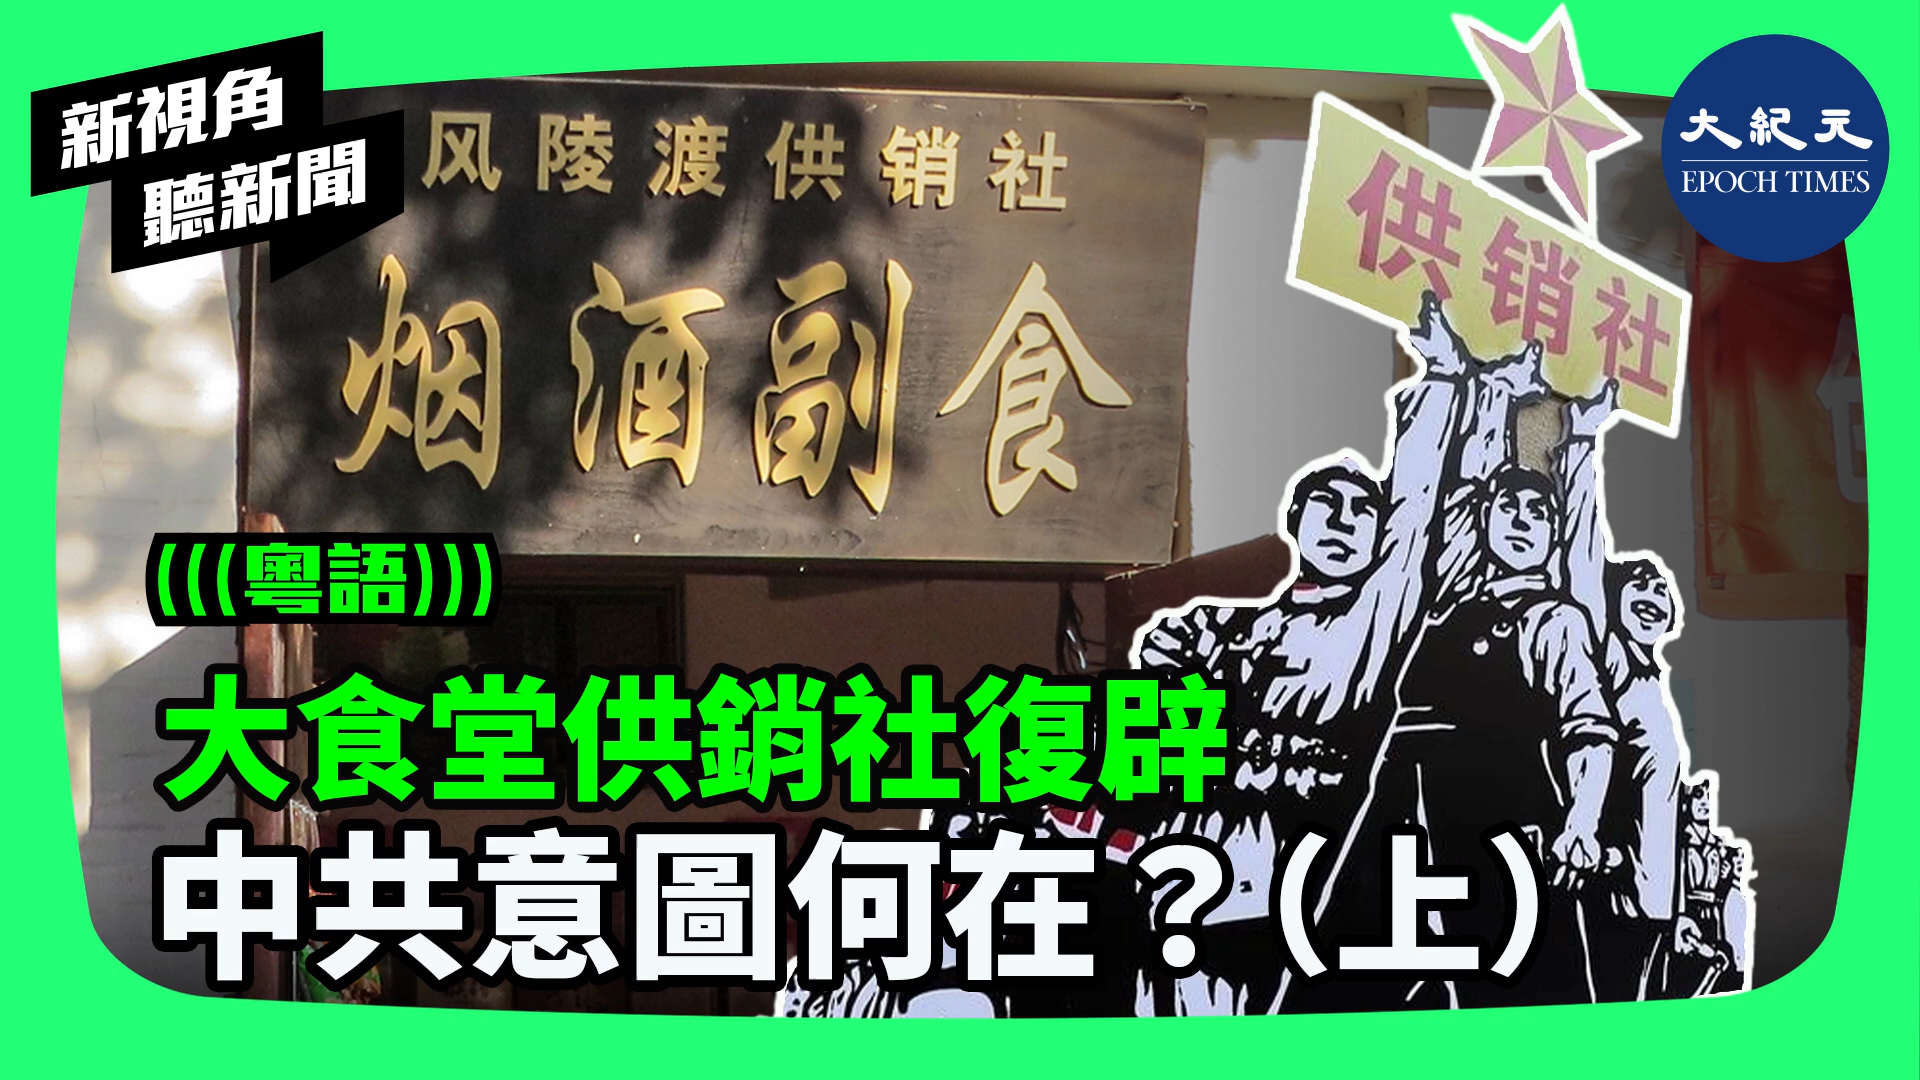 新視角
聽新聞
风陵渡供销社
烟酒副食
供销社
大紀元
EPOCH TIMES
(((粵語)))
大食堂供銷社復辟
中共意圖何在？（上）